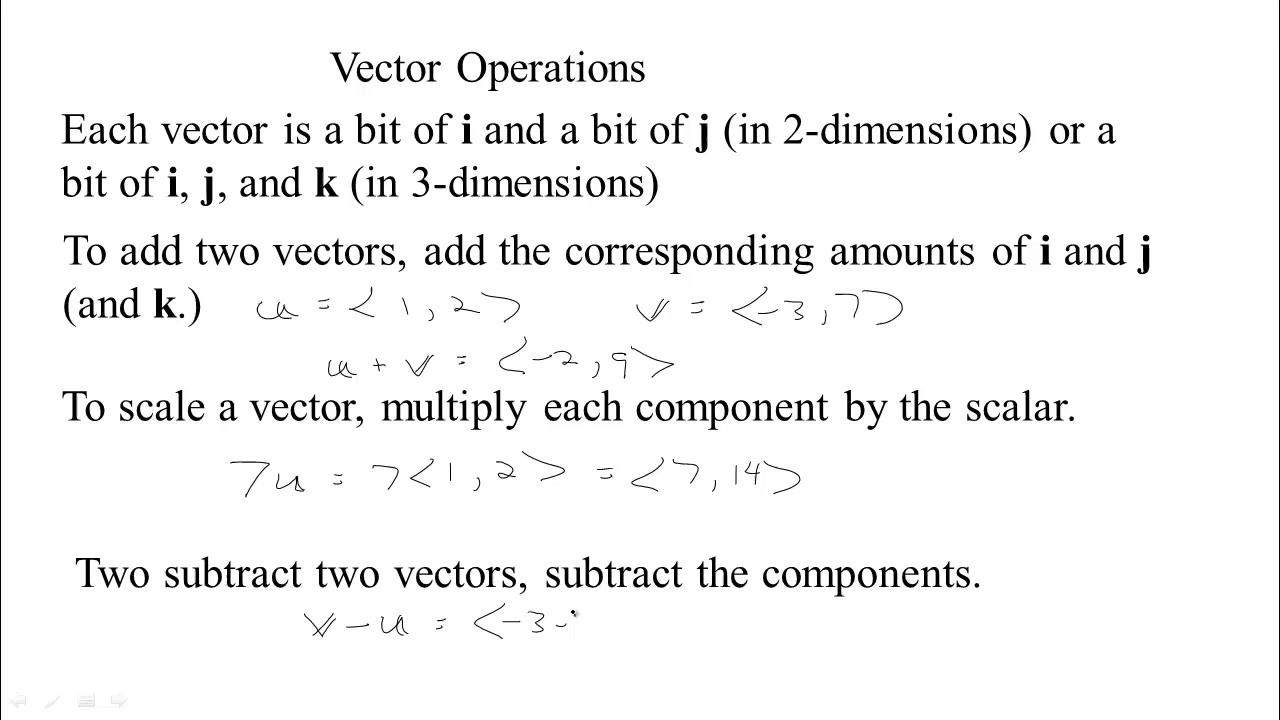 Vector Operations
Each vector is a bit of i and a bit of j (in 2-dimensions) or a
bit of i, j, and k (in 3-dimensions)
To add two vectors, add the corresponding amounts of i and j
(and k.) u = <1, 2> v = <-3, 7>
u + v = <-2, 9>
To scale a vector, multiply each component by the scalar.
7u = 7<1, 2> = <7, 14>
Two subtract two vectors, subtract the components.
v - u = <-3 -